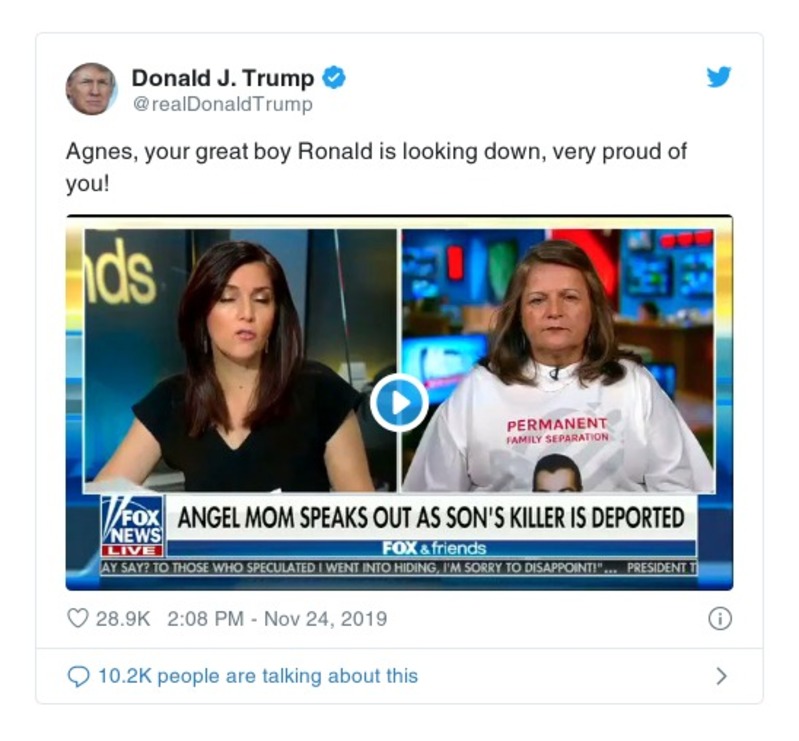 Donald J. Trump
@realDonaldTrump
Agnes, your great boy Ronald is looking down, very proud of
you!
nds
PERMANENT
FAMILY SEPARATION
FOX
NEWS
LIVE
ANGEL MOM SPEAKS OUT AS SON'S KILLER IS DEPORTED
FOX & friends
AY SAY? TO THOSE WHO SPECULATED I WENT INTO HIDING, I'M SORRY TO DISAPPOINT!"... PRESIDENT T
28.9K 2:08 PM - Nov 24, 2019
10.2K people are talking about this